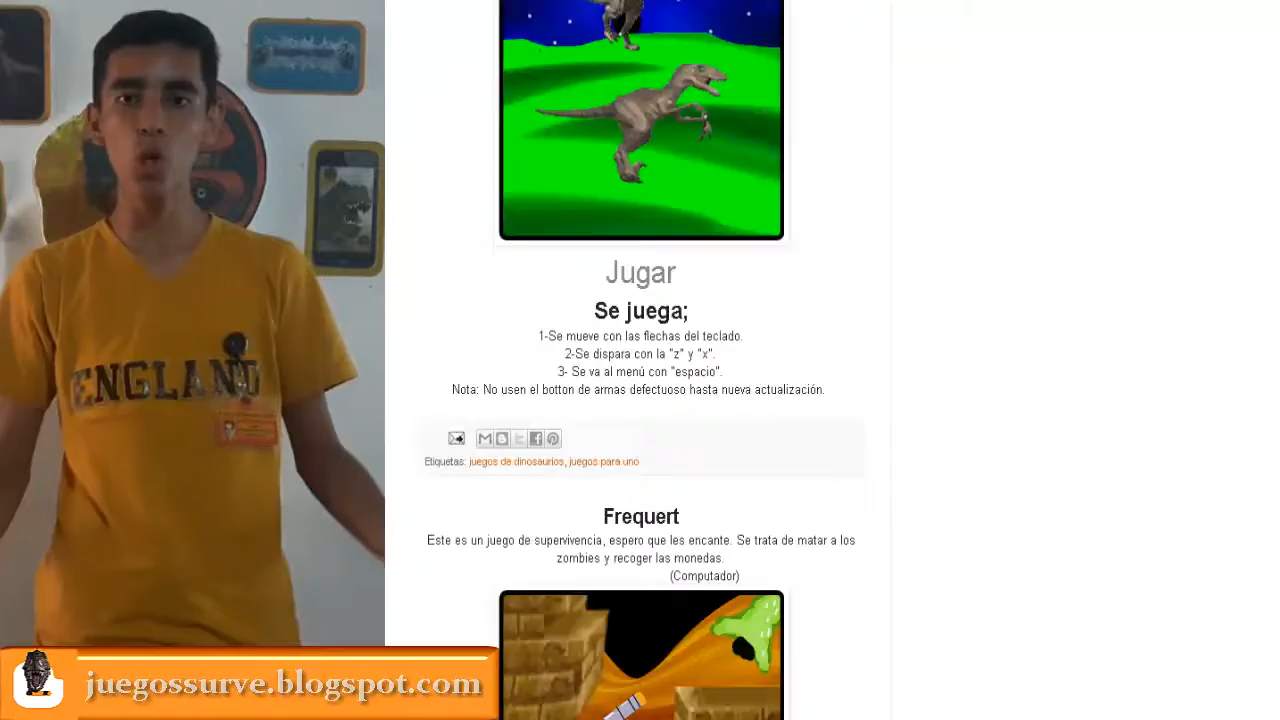 ENGLAND
Jugar
Se juega;
1-Se mueve con las flechas del teclado.
2-Se dispara con la "z" y "x".
3- Se va al menú con "espacio".
Nota: No usen el botton de armas defectuoso hasta nueva actualización.
Etiquetas: juegos de dinosaurios, juegos para uno
Frequert
Este es un juego de supervivencia, espero que les encante. Se trata de matar a los
zombies y recoger las monedas.
(Computador)
juegossurve.blogspot.com